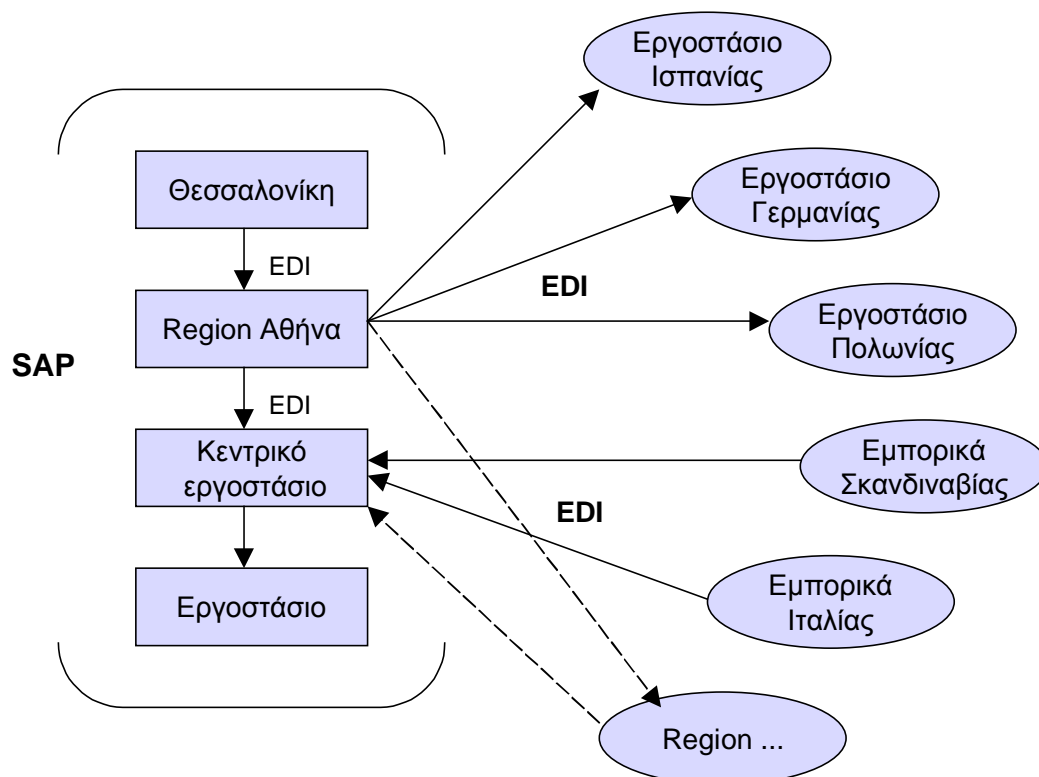 Εργοστάσιο
Ισπανίας
Θεσσαλονίκη
Εργοστάσιο
Γερμανίας
EDI
EDI
Region Αθήνα
Εργοστάσιο
Πολωνίας
SAP
EDI
Κεντρικό
εργοστάσιο
Εμπορικά
Σκανδιναβίας
EDI
Εργοστάσιο
Εμπορικά
Ιταλίας
Region ...